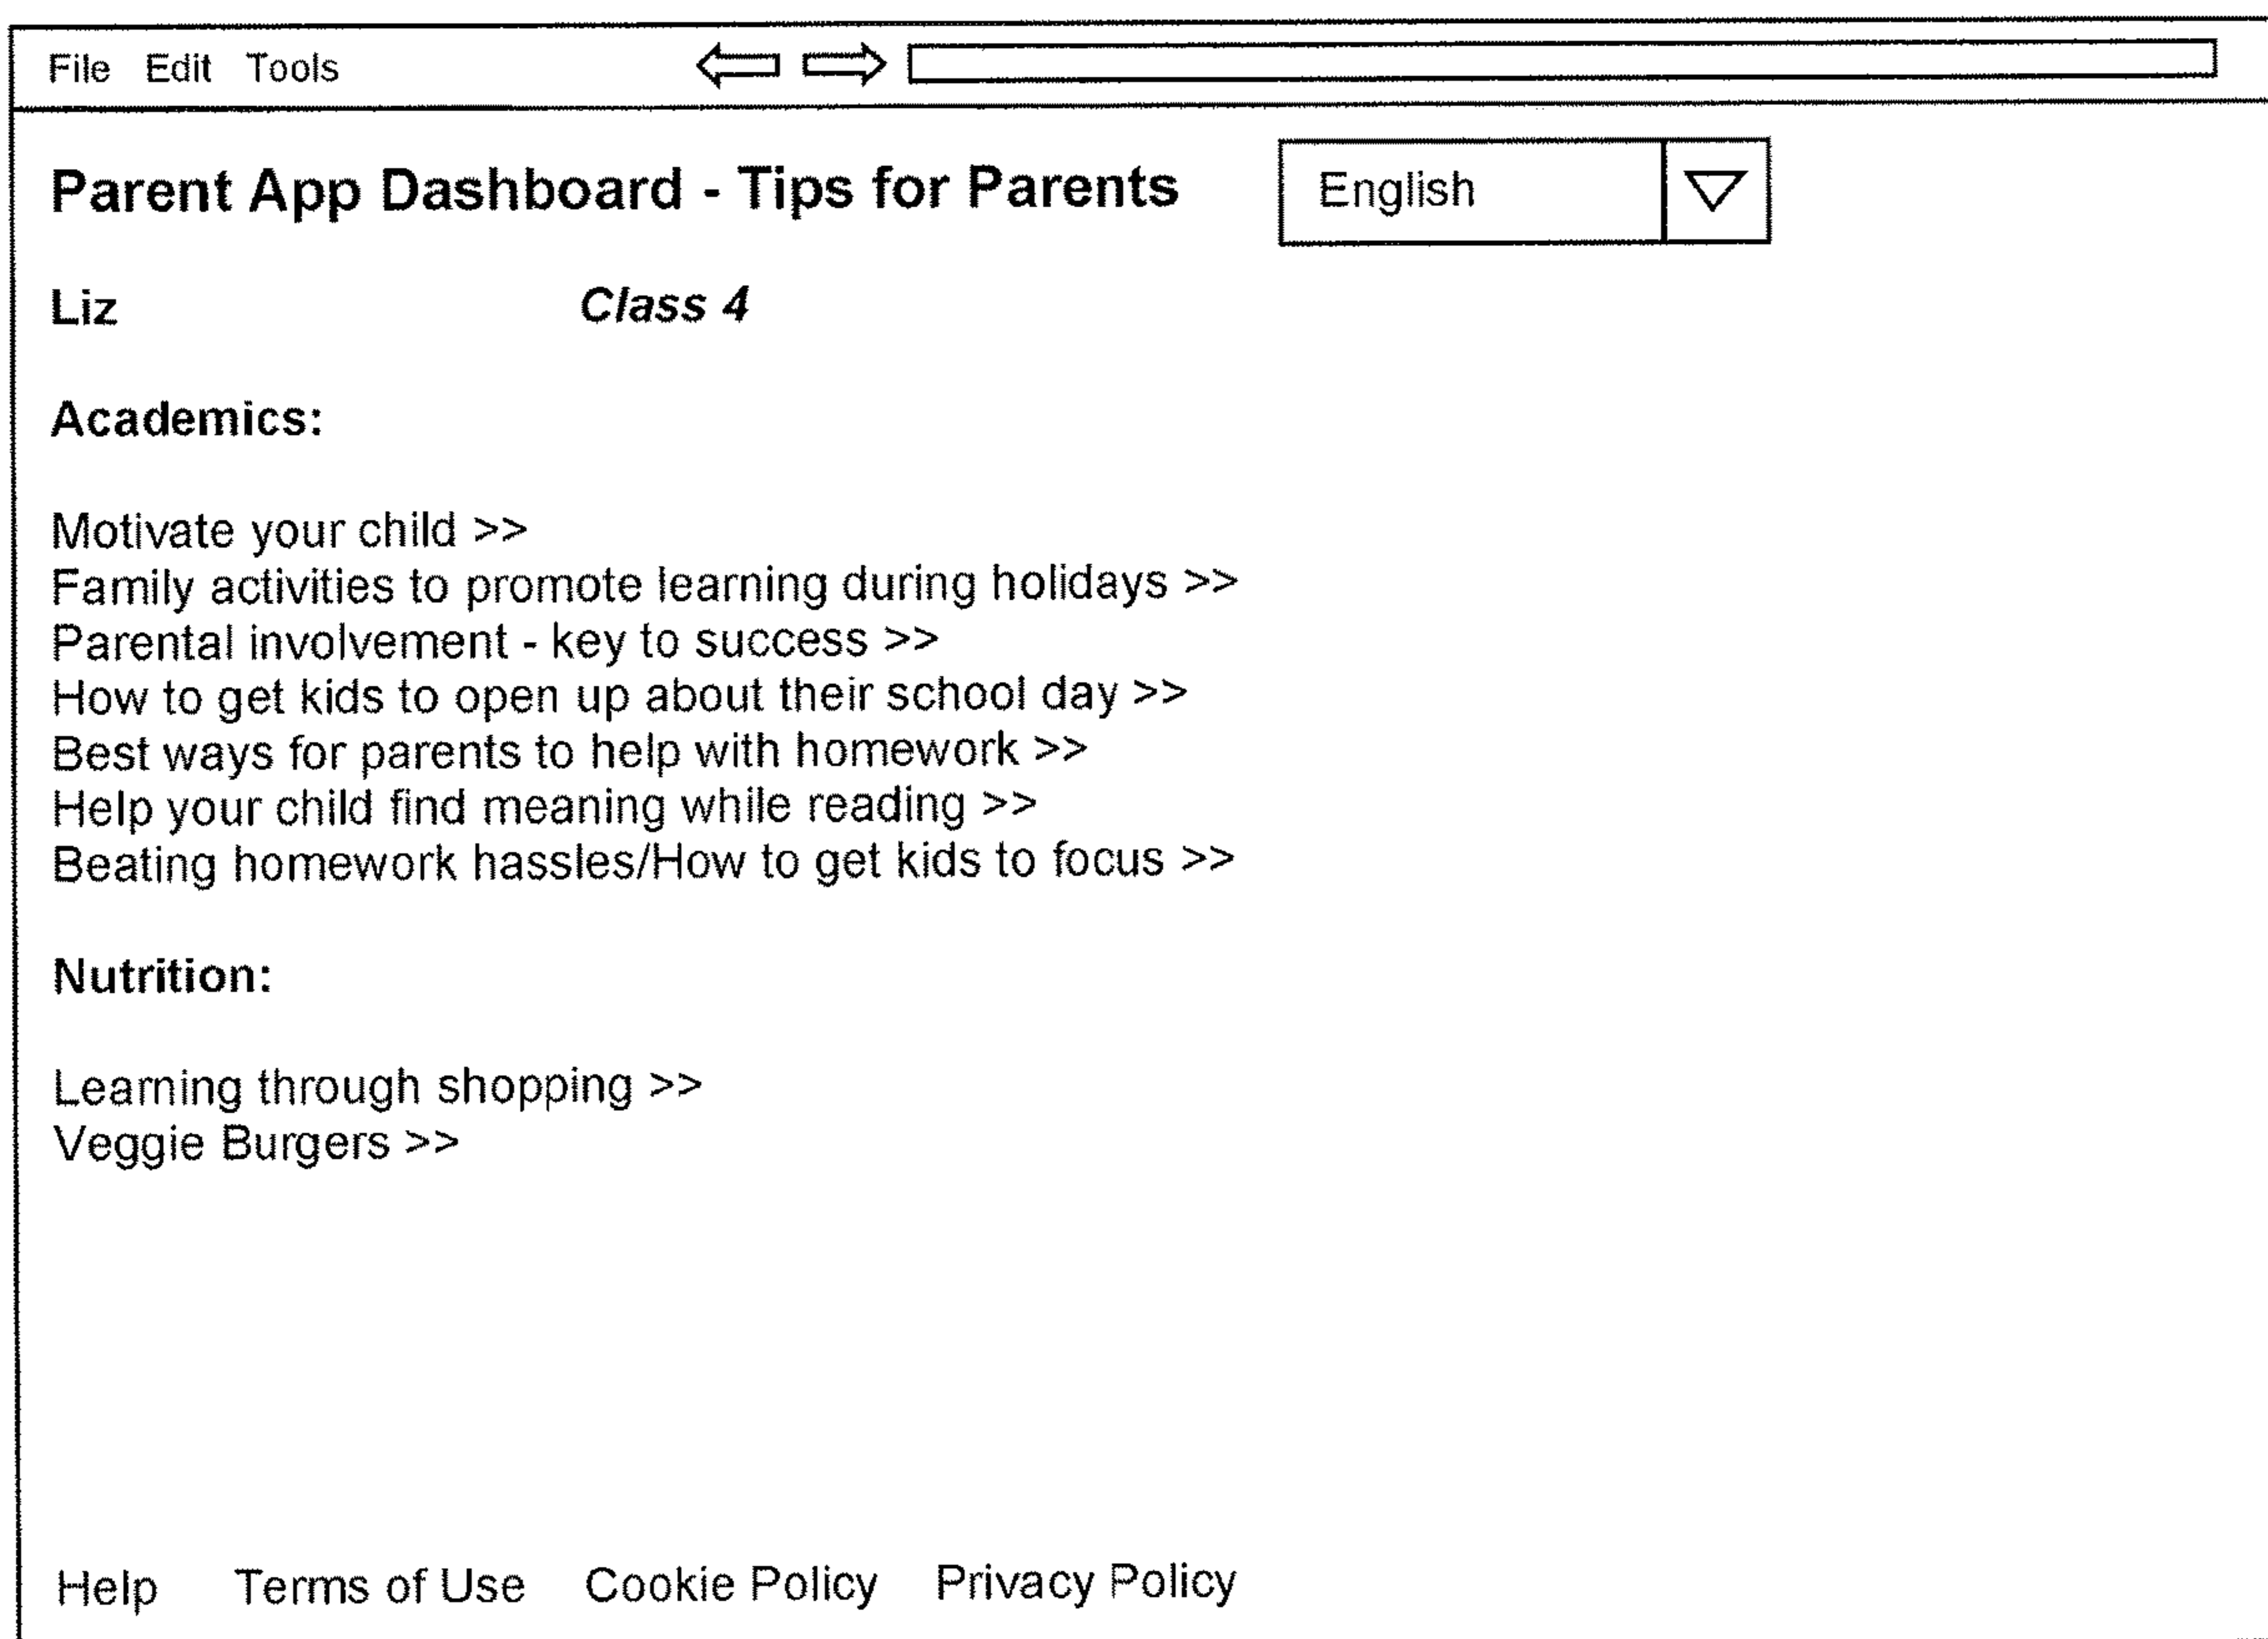 File Edit Tools
Parent App Dashboard - Tips for Parents English
Liz Class 4
Academics:
Motivate your child >>
Family activities to promote learning during holidays >>
Parental involvement - key to success >>
How to get kids to open up about their school day >>
Best ways for parents to help with homework >>
Help your child find meaning while reading >>
Beating homework hassles/How to get kids to focus >>
Nutrition:
Learning through shopping >>
Veggie Burgers >>
Help Terms of Use Cookie Policy Privacy Policy